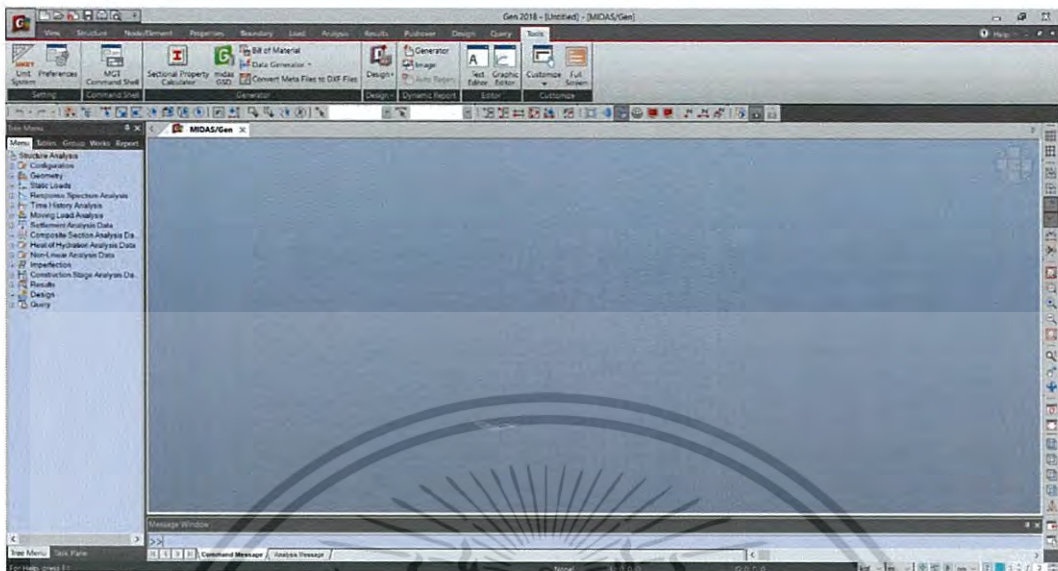 Gen 2018 - [Untitled] - [MIDAS/Gen]
View Structure Node/Element Properties Boundary Load Analysis Results Pushover Design Query Tools
Help
Unit System
Preferences
MGT Command Shell
Sectional Property Calculator
midas GSD
Bill of Material
Data Generator
Convert Meta Files to DXF Files
Design
Generator
Image
Auto Regen
Text Editor
Graphic Editor
Customize
Full Screen
Setting Command Shell Generator Design Dynamic Report Editor Customize
Tree Menu
MIDAS/Gen
Menu Tables Group Works Report
Structure Analysis
Configuration
Geometry
Static Loads
Response Spectrum Analysis
Time History Analysis
Moving Load Analysis
Settlement Analysis Data
Composite Section Analysis Da...
Heat of Hydration Analysis Data
Non-Linear Analysis Data
Imperfection
Construction Stage Analysis Da...
Results
Design
Query
Message Window
>>
Tree Menu Task Pane
Command Message Analysis Message
For Help, press F1
None